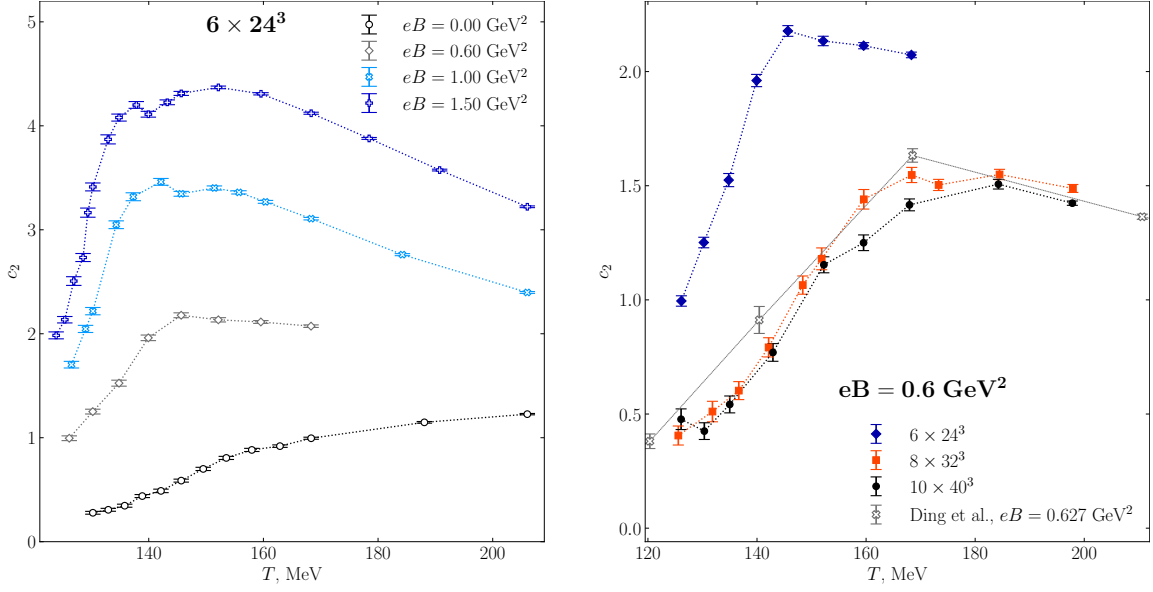 6 × 24³
eB = 0.00 GeV²
eB = 0.60 GeV²
eB = 1.00 GeV²
eB = 1.50 GeV²
5
4
3
2
1
0
c₂
140
160
180
200
T, MeV
2.0
1.5
1.0
0.5
0.0
c₂
eB = 0.6 GeV²
6 × 24³
8 × 32³
10 × 40³
Ding et al., eB = 0.627 GeV²
120
140
160
180
200
T, MeV